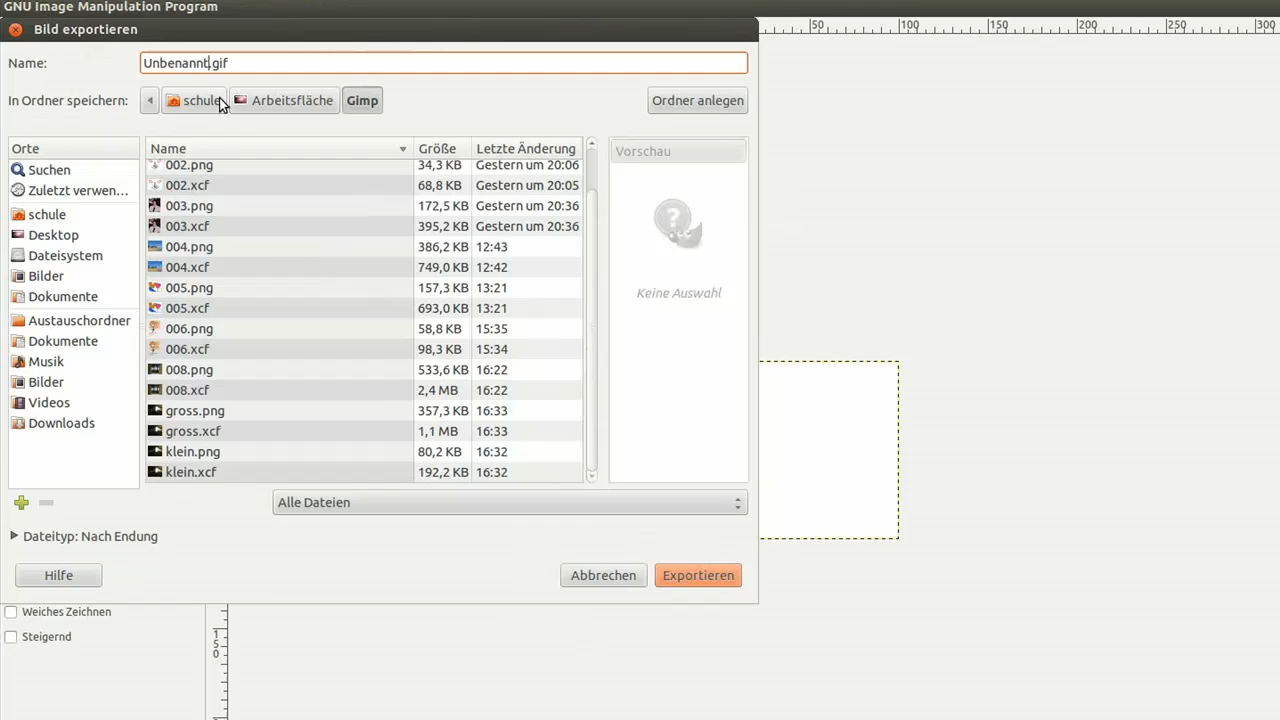 GNU Image Manipulation Program
Bild exportieren
Name: Unbenannt.gif
In Ordner speichern: schule Arbeitsfläche Gimp Ordner anlegen
Orte Name Größe Letzte Änderung Vorschau
Suchen
Zuletzt verwen...
schule
Desktop
Dateisystem
Bilder
Dokumente
Austauschordner
Dokumente
Musik
Bilder
Videos
Downloads
002.png 34,3 KB Gestern um 20:06
002.xcf 68,8 KB Gestern um 20:05
003.png 172,5 KB Gestern um 20:36
003.xcf 395,2 KB Gestern um 20:36
004.png 386,2 KB 12:43
004.xcf 749,0 KB 12:42
005.png 157,3 KB 13:21
005.xcf 693,0 KB 13:21
006.png 58,8 KB 15:35
006.xcf 98,3 KB 15:34
008.png 533,6 KB 16:22
008.xcf 2,4 MB 16:22
gross.png 357,3 KB 16:33
gross.xcf 1,1 MB 16:33
klein.png 80,2 KB 16:32
klein.xcf 192,2 KB 16:32
Keine Auswahl
Alle Dateien
Dateityp: Nach Endung
Hilfe Abbrechen Exportieren
Weiches Zeichnen
Steigernd
50 100 150 200 250 300
150